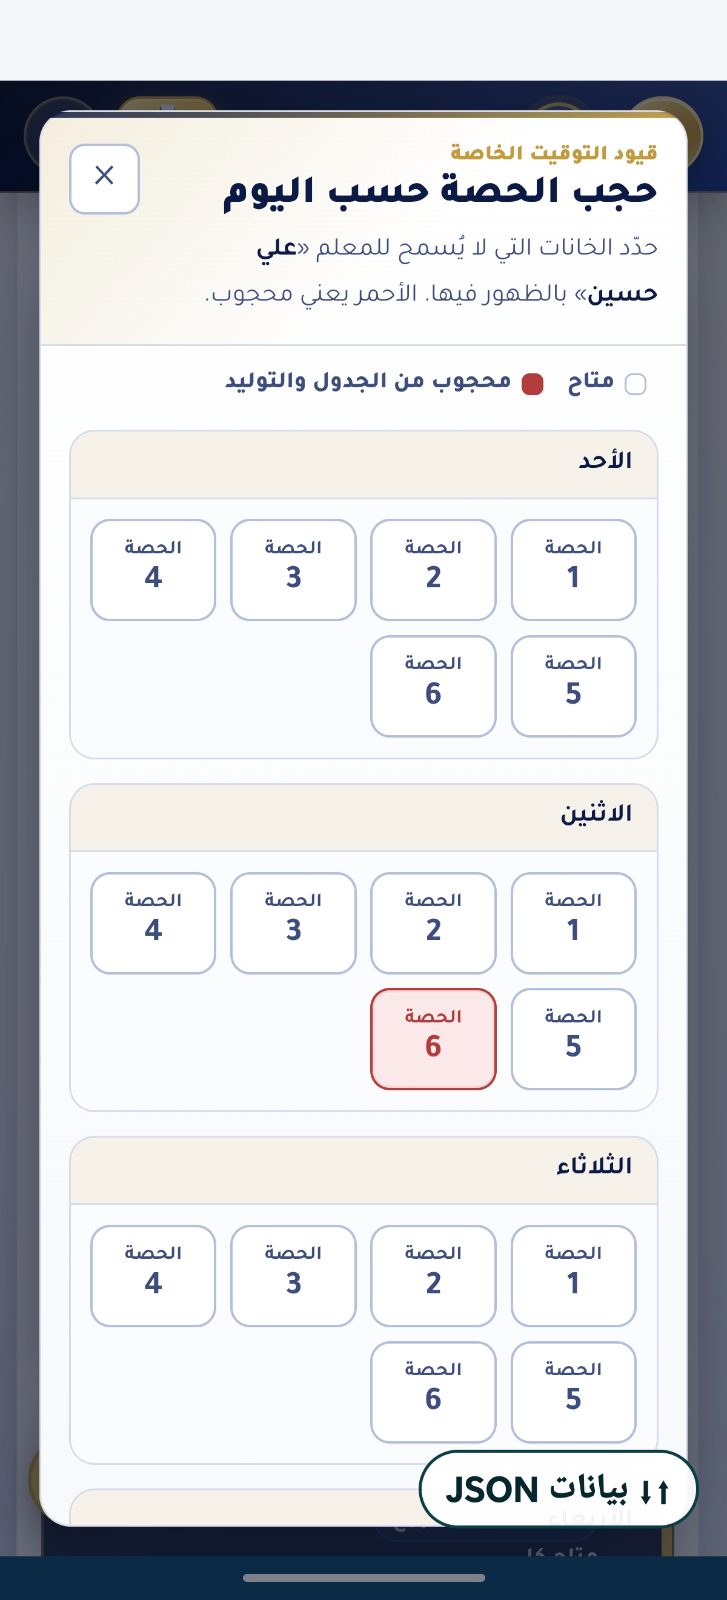 قيود التوقيت الخاصة
حجب الحصة حسب اليوم
حدّد الخانات التي لا يُسمح للمعلم «علي
حسين» بالظهور فيها. الأحمر يعني محجوب.
متاح محجوب من الجدول والتوليد
الأحد
الحصة الحصة الحصة الحصة
1 2 3 4
الحصة الحصة
5 6
الاثنين
الحصة الحصة الحصة الحصة
1 2 3 4
الحصة الحصة
5 6
الثلاثاء
الحصة الحصة الحصة الحصة
1 2 3 4
الحصة الحصة
5 6
بيانات JSON
الأربعاء